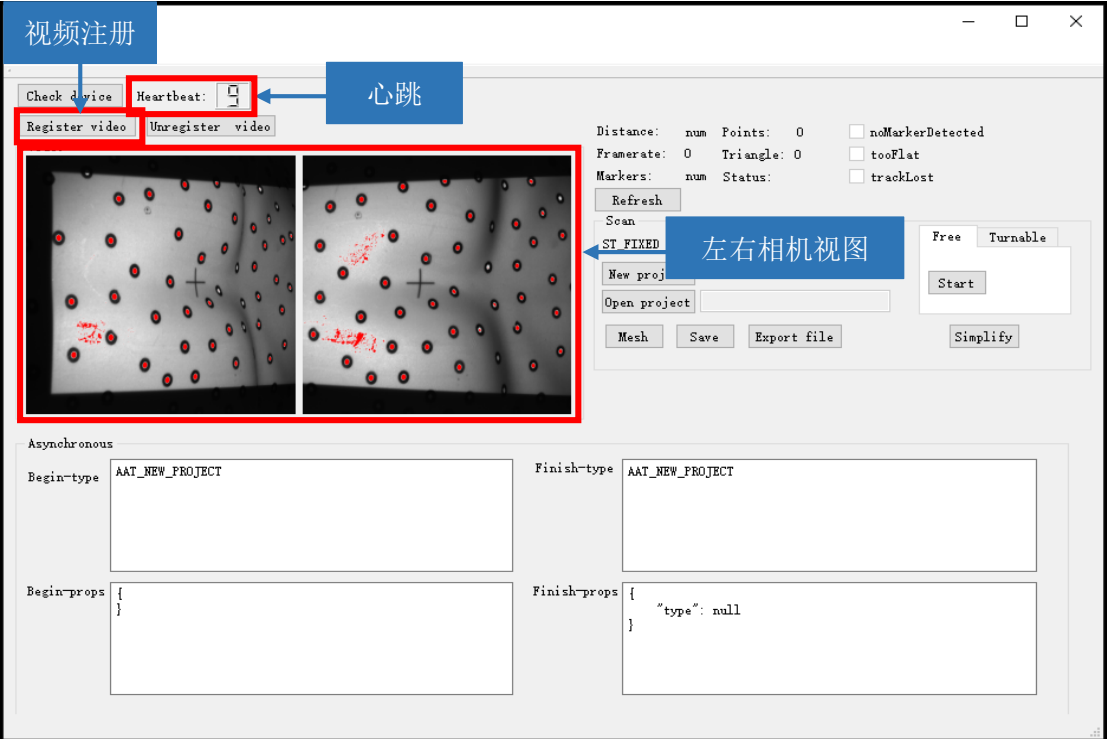 视频注册
Check device
Heartbeat: 9
心跳
Register video
Unregister video
Distance: num Points: 0
noMarkerDetected
Framerate: 0 Triangle: 0
tooFlat
Markers: num Status:
trackLost
Refresh
Scan
ST_FIXED
左右相机视图
Free Turnable
New proj
Start
Open project
Mesh
Save
Export file
Simplify
Asynchronous
Begin-type
AAT_NEW_PROJECT
Finish-type
AAT_NEW_PROJECT
Begin-props
{
}
Finish-props
{
"type": null
}